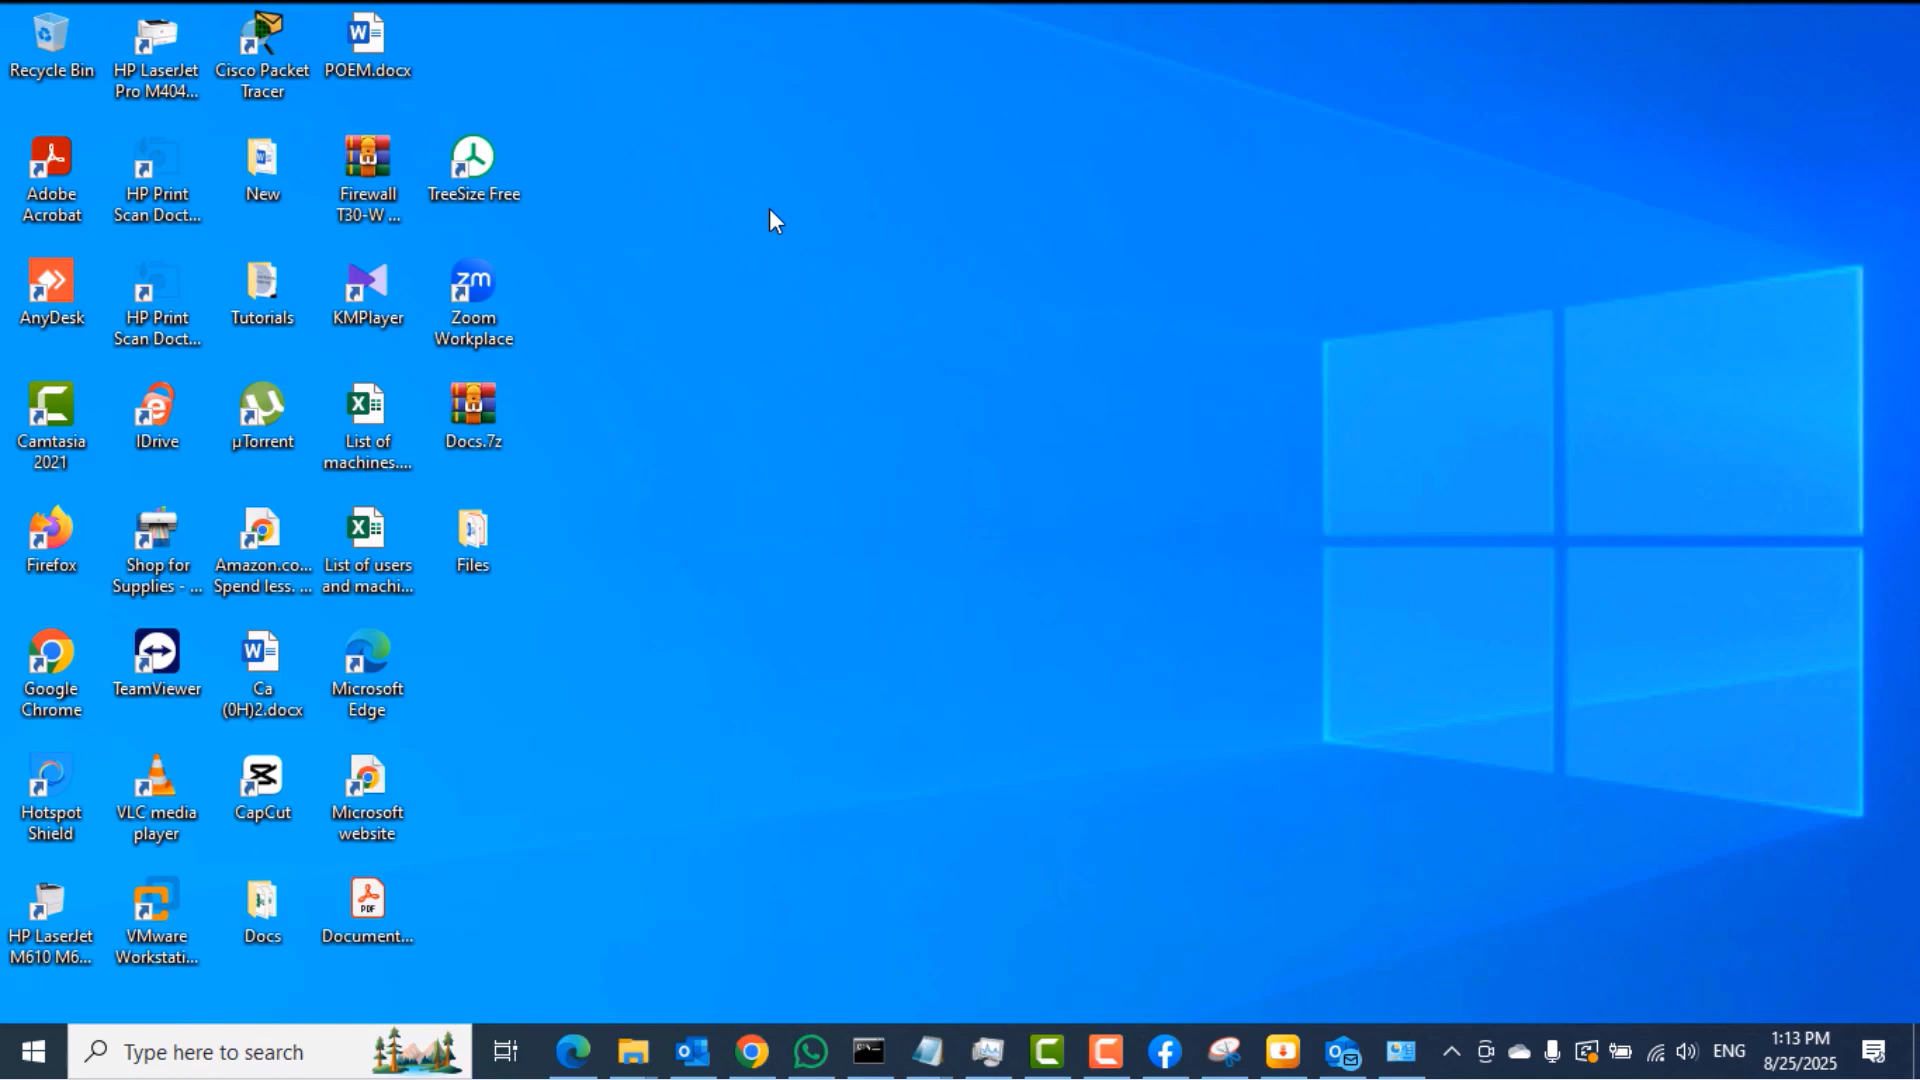 Recycle Bin
HP LaserJet
Pro M404...
Cisco Packet
Tracer
POEM.docx
Adobe
Acrobat
HP Print
Scan Doct...
New
Firewall
T30-W ...
TreeSize Free
AnyDesk
HP Print
Scan Doct...
Tutorials
KMPlayer
zm
Zoom
Workplace
Camtasia
2021
IDrive
µTorrent
List of
machines....
Docs.7z
Firefox
Shop for
Supplies - ...
Amazon.co...
Spend less. ...
List of users
and machi...
Files
Google
Chrome
TeamViewer
Ca
(0H)2.docx
Microsoft
Edge
Hotspot
Shield
VLC media
player
CapCut
Microsoft
website
HP LaserJet
M610 M6...
VMware
Workstati...
Docs
PDF
Document...
Type here to search
ENG
1:13 PM
8/25/2025